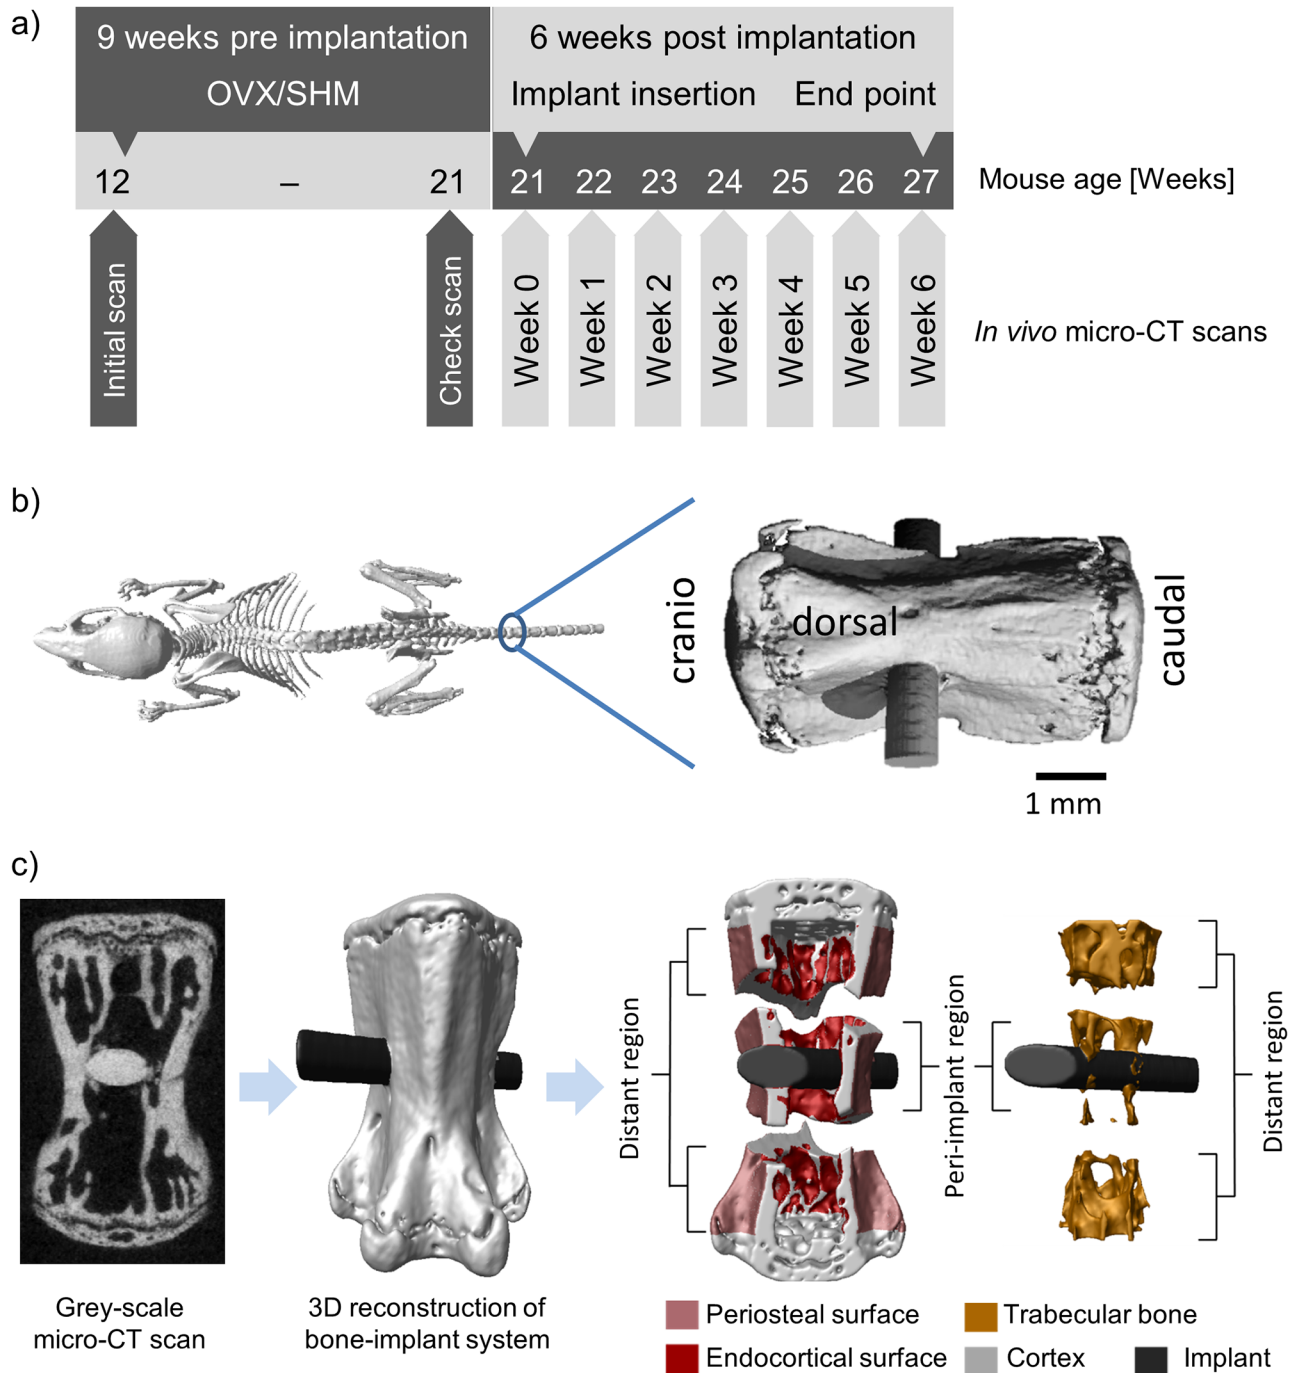 a)
9 weeks pre implantation
6 weeks post implantation
OVX/SHM
Implant insertion
End point
12
–
21
21
22
23
24
25
26
27
Mouse age [Weeks]
Initial scan
Check scan
Week 0
Week 1
Week 2
Week 3
Week 4
Week 5
Week 6
In vivo micro-CT scans
b)
cranio
dorsal
caudal
1 mm
c)
Distant region
Peri-implant region
Distant region
Grey-scale
micro-CT scan
3D reconstruction of
bone-implant system
Periosteal surface
Trabecular bone
Endocortical surface
Cortex
Implant